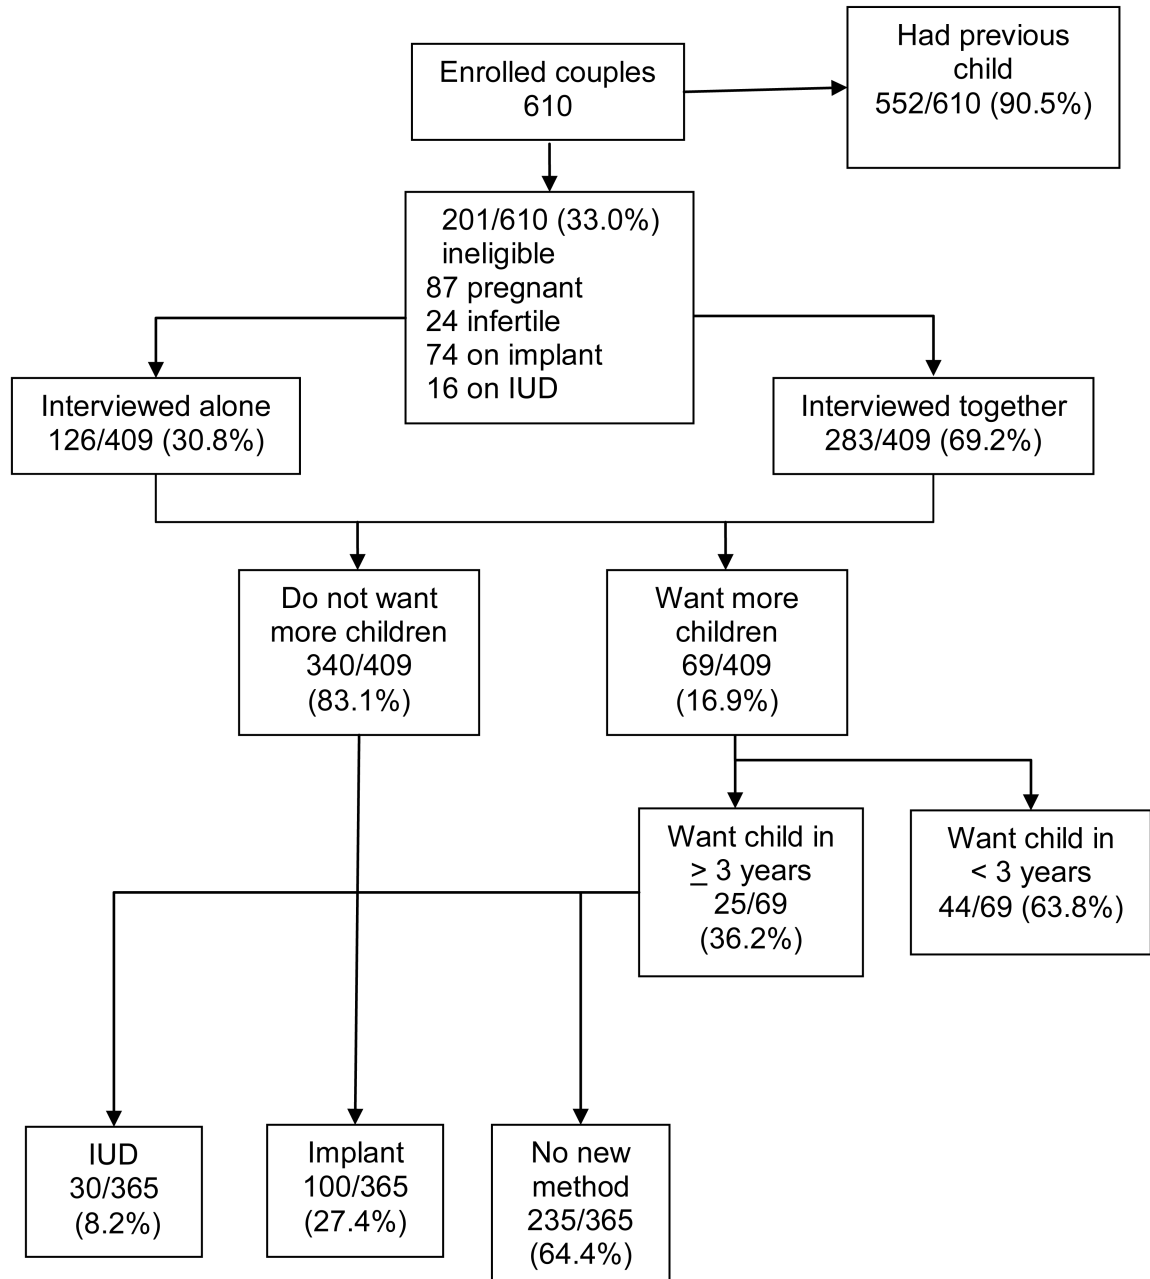 Had previous
child
552/610 (90.5%)
Enrolled couples
610
201/610 (33.0%)
ineligible
87 pregnant
24 infertile
74 on implant
16 on IUD
Interviewed alone
126/409 (30.8%)
Interviewed together
283/409 (69.2%)
Do not want
more children
340/409
(83.1%)
Want more
children
69/409
(16.9%)
Want child in
≥ 3 years
25/69
(36.2%)
Want child in
< 3 years
44/69 (63.8%)
IUD
30/365
(8.2%)
Implant
100/365
(27.4%)
No new
method
235/365
(64.4%)